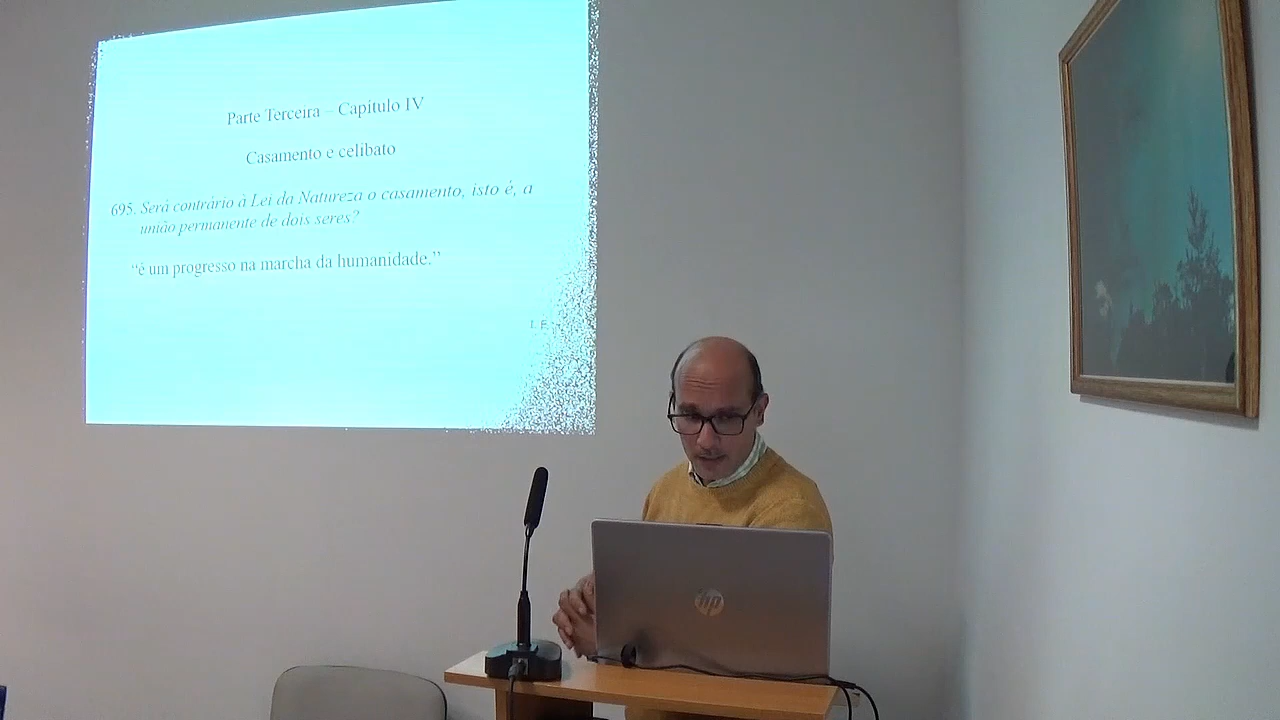 Parte Terceira – Capítulo IV
Casamento e celibato
695. Será contrário à Lei da Natureza o casamento, isto é, a
união permanente de dois seres?
“é um progresso na marcha da humanidade.”
L E
hp